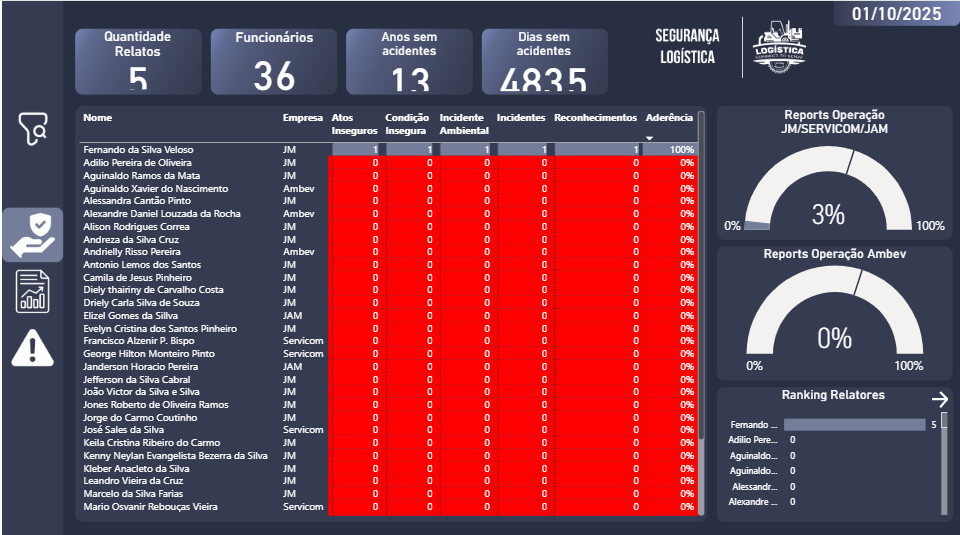 01/10/2025
Quantidade
Relatos
5
Funcionários
36
Anos sem
acidentes
13
Dias sem
acidentes
4835
SEGURANÇA
LOGÍSTICA
LOGÍSTICA
CONNECT TO SERVE
Nome Empresa Atos Inseguros Condição Insegura Incidente Ambiental Incidentes Reconhecimentos Aderência
Fernando da Silva Veloso JM 1 1 1 1 1 100%
Adilio Pereira de Oliveira JM 0 0 0 0 0 0%
Aguinaldo Ramos da Mata JM 0 0 0 0 0 0%
Aguinaldo Xavier do Nascimento Ambev 0 0 0 0 0 0%
Alessandra Cantão Pinto JM 0 0 0 0 0 0%
Alexandre Daniel Louzada da Rocha Ambev 0 0 0 0 0 0%
Alison Rodrigues Correa JM 0 0 0 0 0 0%
Andreza da Silva Cruz JM 0 0 0 0 0 0%
Andrielly Risso Pereira Ambev 0 0 0 0 0 0%
Antonio Lemos dos Santos JM 0 0 0 0 0 0%
Camila de Jesus Pinheiro JM 0 0 0 0 0 0%
Diely thairiny de Carvalho Costa JM 0 0 0 0 0 0%
Driely Carla Silva de Souza JM 0 0 0 0 0 0%
Elizel Gomes da Sillva JAM 0 0 0 0 0 0%
Evelyn Cristina dos Santos Pinheiro JM 0 0 0 0 0 0%
Francisco Alzenir P. Bispo Servicom 0 0 0 0 0 0%
George Hilton Monteiro Pinto Servicom 0 0 0 0 0 0%
Janderson Horacio Pereira JAM 0 0 0 0 0 0%
Jefferson da Silva Cabral JM 0 0 0 0 0 0%
João Victor da Silva e Silva JM 0 0 0 0 0 0%
Jones Roberto de Oliveira Ramos JM 0 0 0 0 0 0%
Jorge do Carmo Coutinho JM 0 0 0 0 0 0%
José Sales da Silva Servicom 0 0 0 0 0 0%
Keila Cristina Ribeiro do Carmo JM 0 0 0 0 0 0%
Kenny Neylan Evangelista Bezerra da Silva JM 0 0 0 0 0 0%
Kleber Anacleto da Silva JM 0 0 0 0 0 0%
Leandro Vieira da Cruz JM 0 0 0 0 0 0%
Marcelo da Silva Farias JM 0 0 0 0 0 0%
Mario Osvanir Rebouças Vieira Servicom 0 0 0 0 0 0%
Reports Operação
JM/SERVICOM/JAM
3%
0% 100%
Reports Operação Ambev
0%
0% 100%
Ranking Relatores
Fernando ... 5
Adilio Pere... 0
Aguinaldo... 0
Aguinaldo... 0
Alessandr... 0
Alexandre ... 0